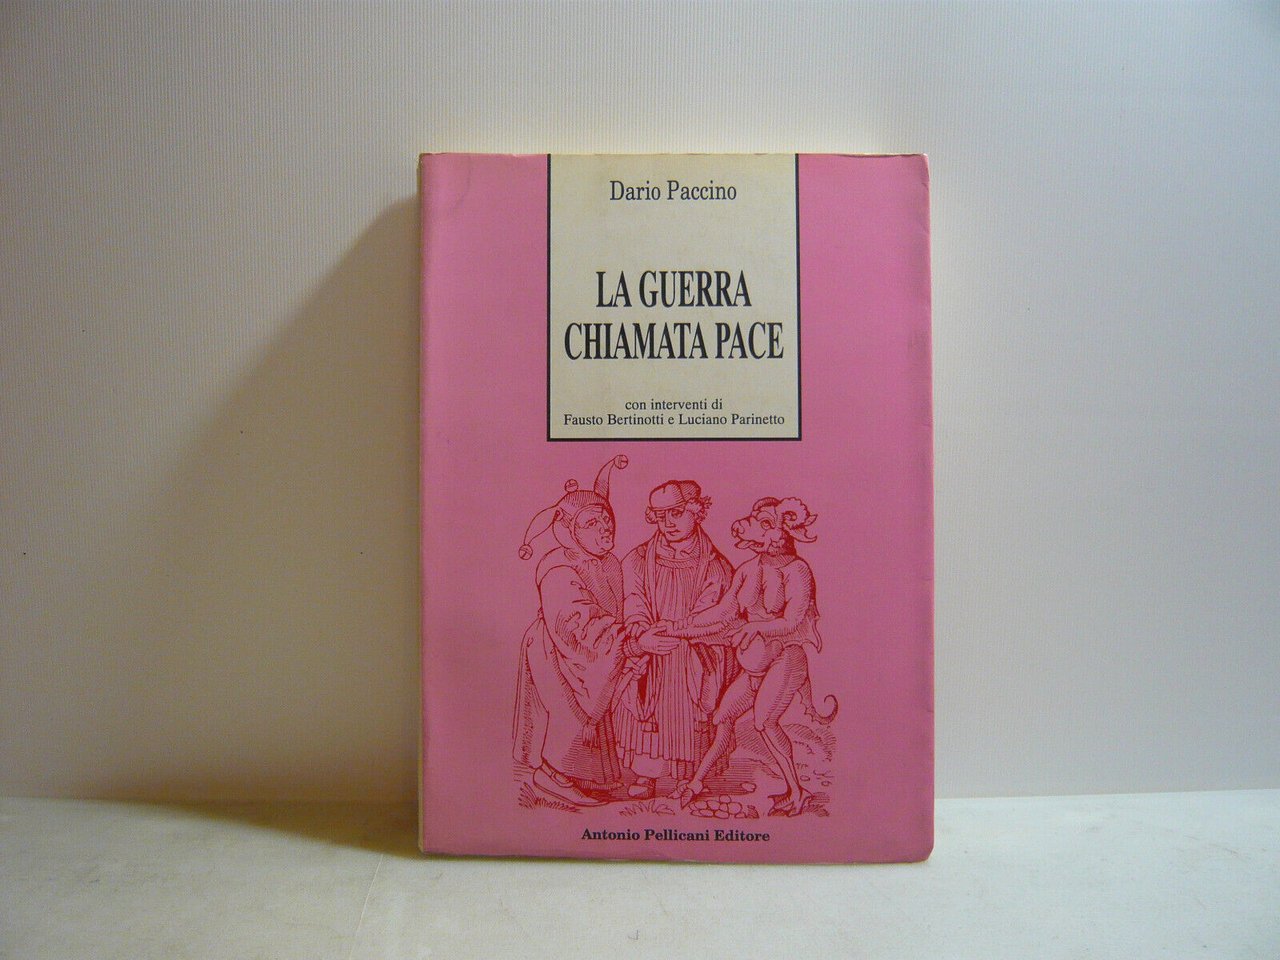 Dario Paccino
LA GUERRA
CHIAMATA PACE
con interventi di
Fausto Bertinotti e Luciano Parinetto
Antonio Pellicani Editore